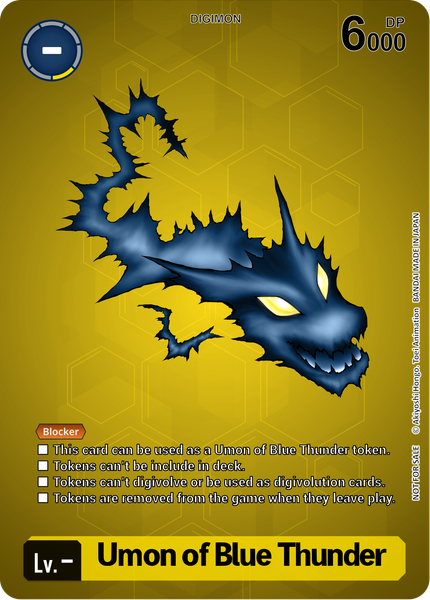 DIGIMON
-
DP
6000
Blocker
■ This card can be used as a Umon of Blue Thunder token.
■ Tokens can't be include in deck.
■ Tokens can't digivolve or be used as digivolution cards.
■ Tokens are removed from the game when they leave play.
NOT FOR SALE © Akiyoshi Hongo, Toei Animation BANDAI MADE IN JAPAN
Lv.-
Umon of Blue Thunder